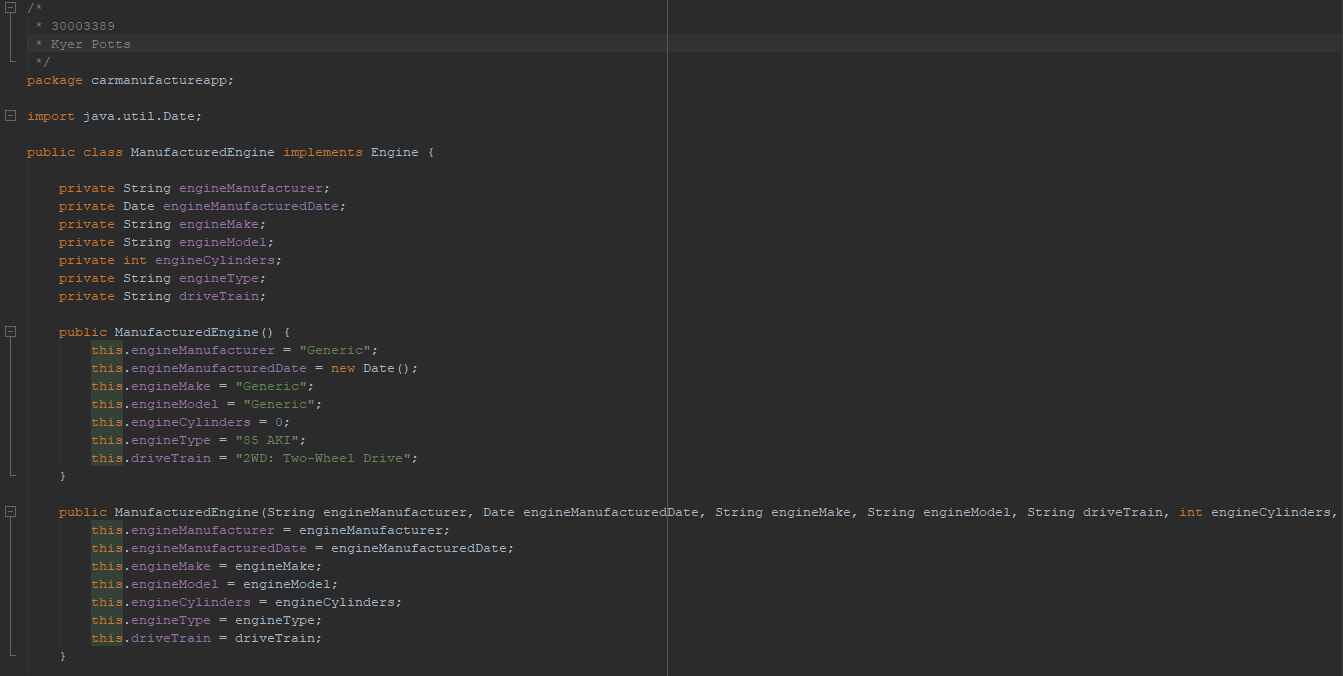 /*
 * 30003389
 * Kyer Potts
 */
package carmanufactureapp;
import java.util.Date;
public class ManufacturedEngine implements Engine {
private String engineManufacturer;
private Date engineManufacturedDate;
private String engineMake;
private String engineModel;
private int engineCylinders;
private String engineType;
private String driveTrain;
public ManufacturedEngine() {
this.engineManufacturer = "Generic";
this.engineManufacturedDate = new Date();
this.engineMake = "Generic";
this.engineModel = "Generic";
this.engineCylinders = 0;
this.engineType = "85 AKI";
this.driveTrain = "2WD: Two-Wheel Drive";
}
public ManufacturedEngine(String engineManufacturer, Date engineManufacturedDate, String engineMake, String engineModel, String driveTrain, int engineCylinders,
this.engineManufacturer = engineManufacturer;
this.engineManufacturedDate = engineManufacturedDate;
this.engineMake = engineMake;
this.engineModel = engineModel;
this.engineCylinders = engineCylinders;
this.engineType = engineType;
this.driveTrain = driveTrain;
}